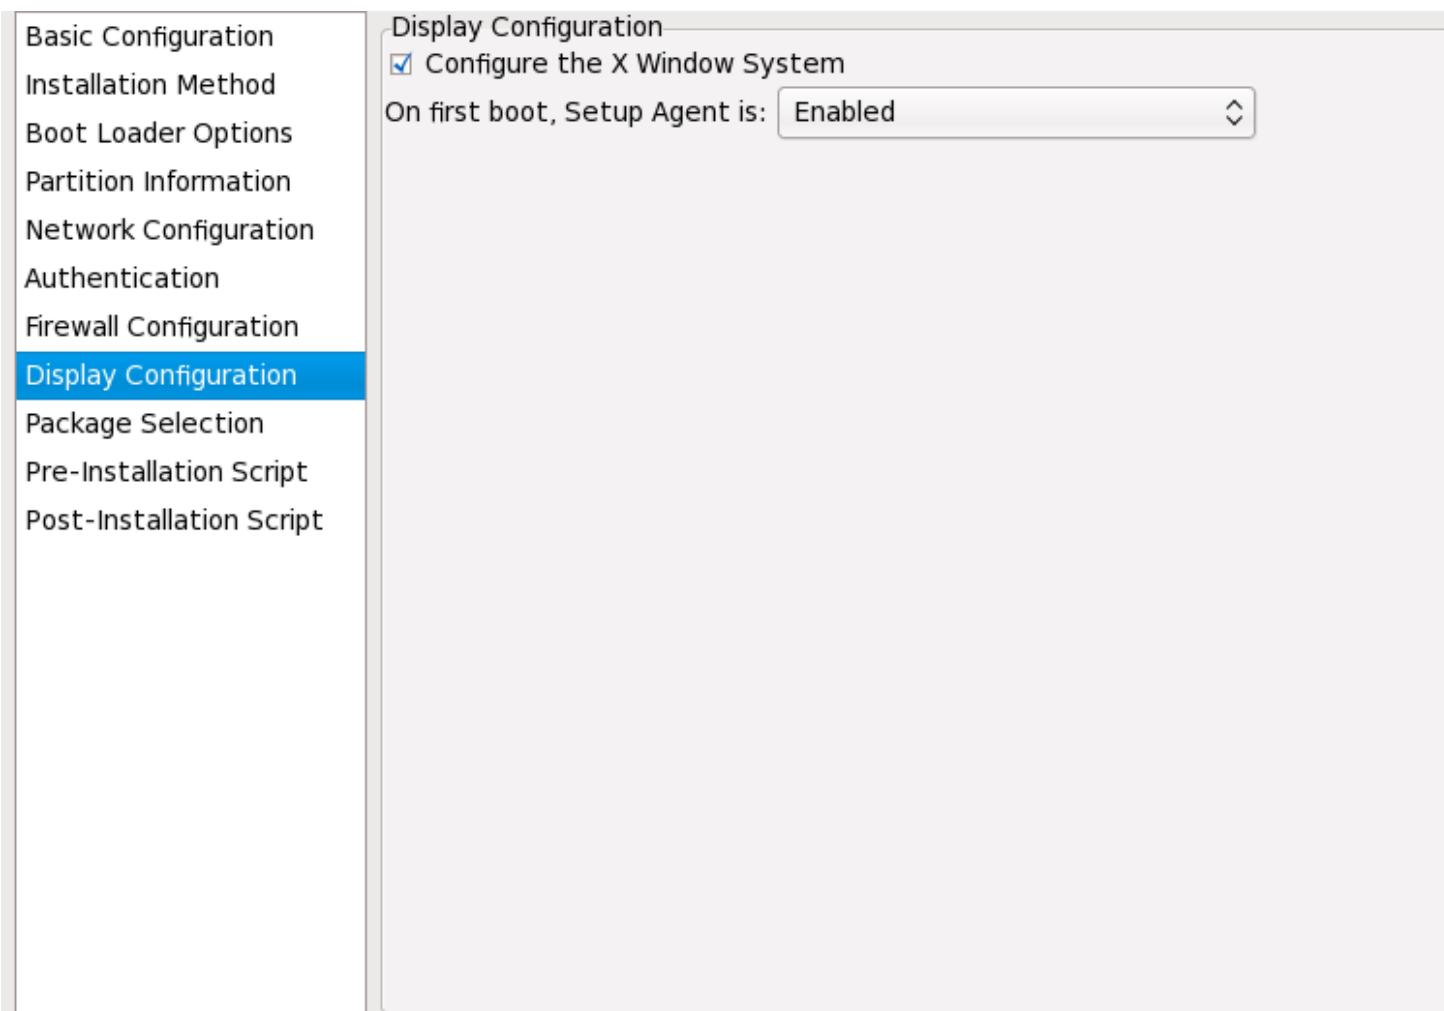 Basic Configuration
Installation Method
Boot Loader Options
Partition Information
Network Configuration
Authentication
Firewall Configuration
Display Configuration
Package Selection
Pre-Installation Script
Post-Installation Script
Display Configuration
Configure the X Window System
On first boot, Setup Agent is: Enabled